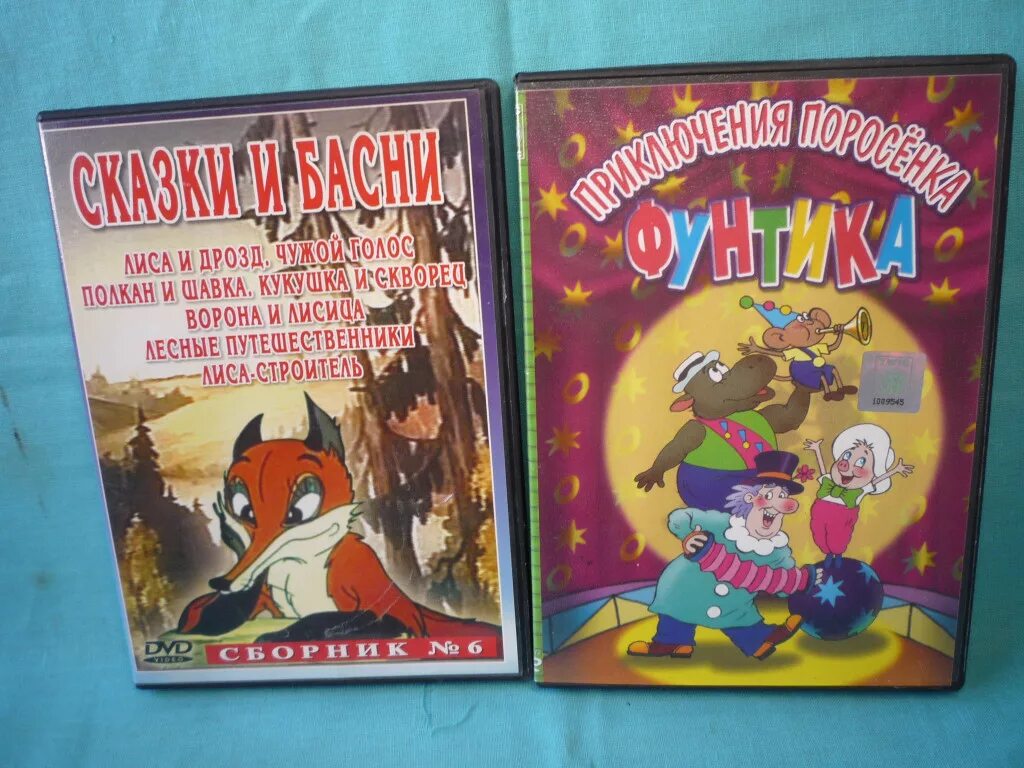 СКАЗКИ И БАСНИ
ЛИСА И ДРОЗД, ЧУЖОЙ ГОЛОС
ПОЛКАН И ШАВКА, КУКУШКА И СКВОРЕЦ
ВОРОНА И ЛИСИЦА
ЛЕСНЫЕ ПУТЕШЕСТВЕННИКИ
ЛИСА-СТРОИТЕЛЬ
DVD
VIDEO
СБОРНИК № 6
ПРИКЛЮЧЕНИЯ ПОРОСЁНКА
ФУНТИКА
1009545